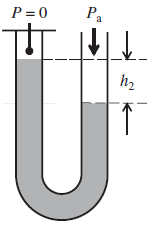 P = 0
Pₐ
h₂